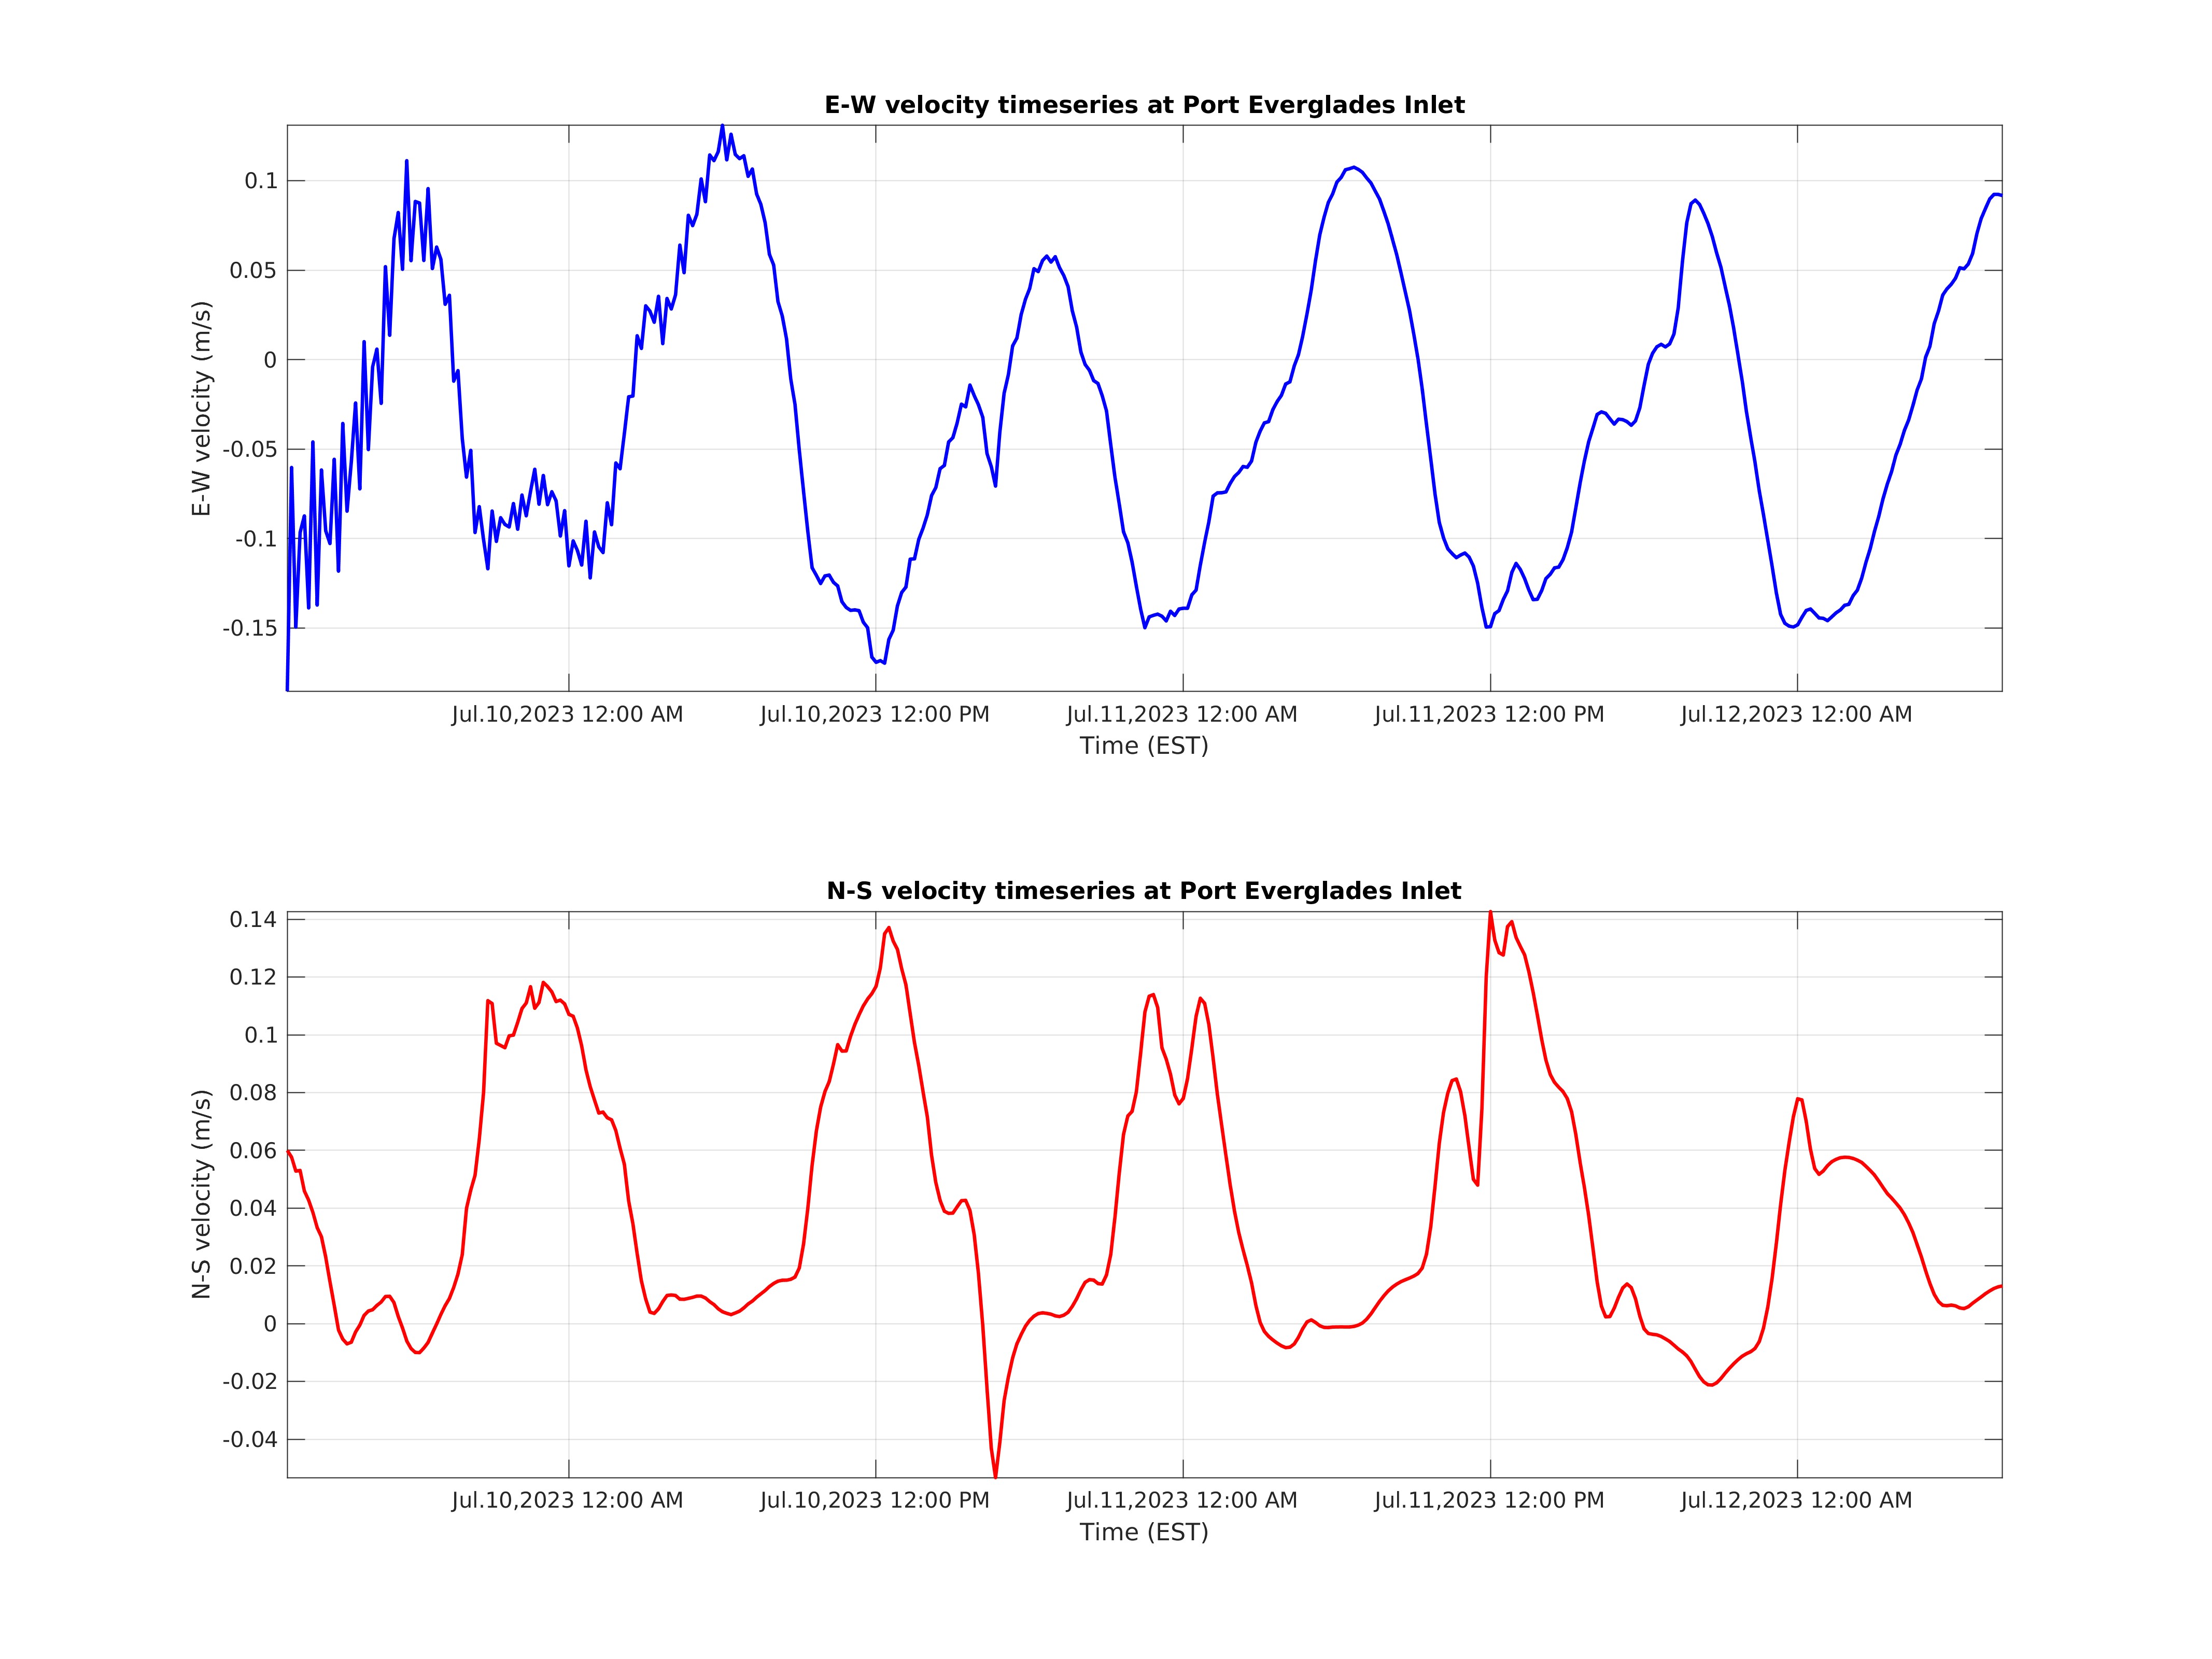 E-W velocity timeseries at Port Everglades Inlet
0.1
0.05
0
-0.05
-0.1
-0.15
E-W velocity (m/s)
Jul.10,2023 12:00 AM Jul.10,2023 12:00 PM Jul.11,2023 12:00 AM Jul.11,2023 12:00 PM Jul.12,2023 12:00 AM
Time (EST)
N-S velocity timeseries at Port Everglades Inlet
0.14
0.12
0.1
0.08
0.06
0.04
0.02
0
-0.02
-0.04
N-S velocity (m/s)
Jul.10,2023 12:00 AM Jul.10,2023 12:00 PM Jul.11,2023 12:00 AM Jul.11,2023 12:00 PM Jul.12,2023 12:00 AM
Time (EST)